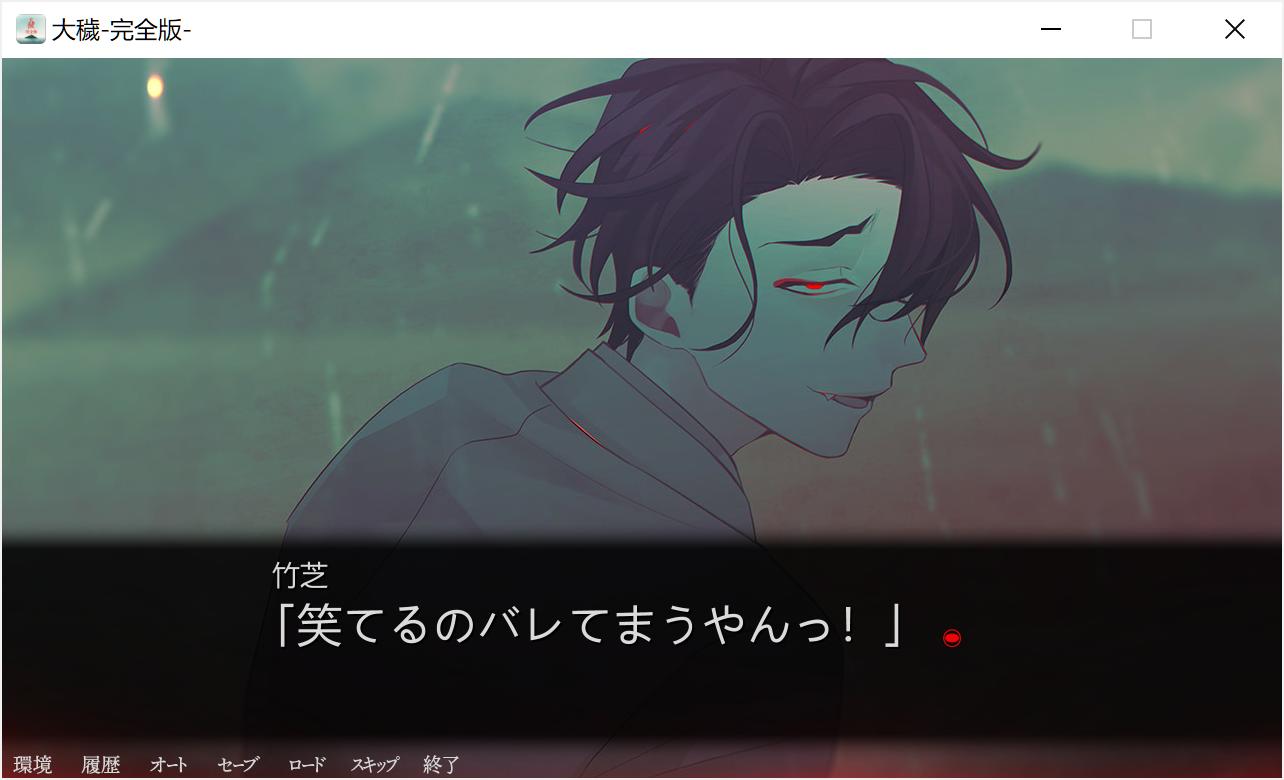 大穢-完全版-
竹芝
「笑てるのバレてまうやんっ！」
環境 履歴 オート セーブ ロード スキップ 終了